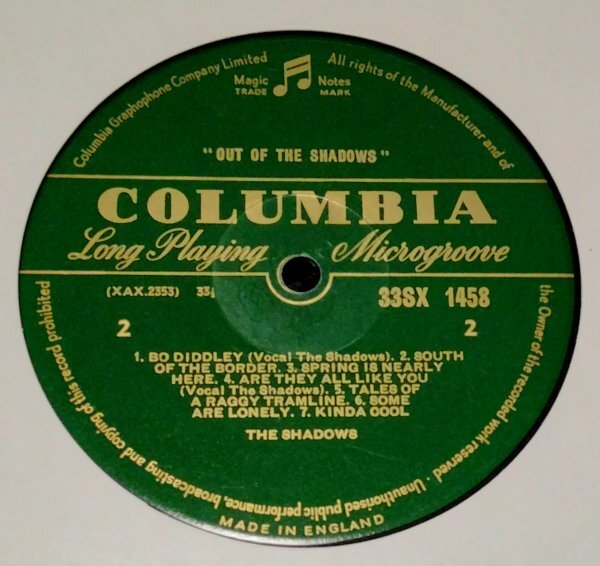 Columbia Graphophone Company Limited
All rights of the Manufacturer and of
the Owner of the recorded work reserved · Unauthorised public performance, broadcasting and copying of this record prohibited
Magic Notes
TRADE MARK
"OUT OF THE SHADOWS"
COLUMBIA
Long Playing Microgroove
(XAX.2353) 33⅓ 33SX 1458
2 2
1. BO DIDDLEY (Vocal The Shadows). 2. SOUTH
OF THE BORDER. 3. SPRING IS NEARLY
HERE. 4. ARE THEY ALL LIKE YOU
(Vocal The Shadows). 5. TALES OF
A RAGGY TRAMLINE. 6. SOME
ARE LONELY. 7. KINDA COOL
THE SHADOWS
MADE IN ENGLAND